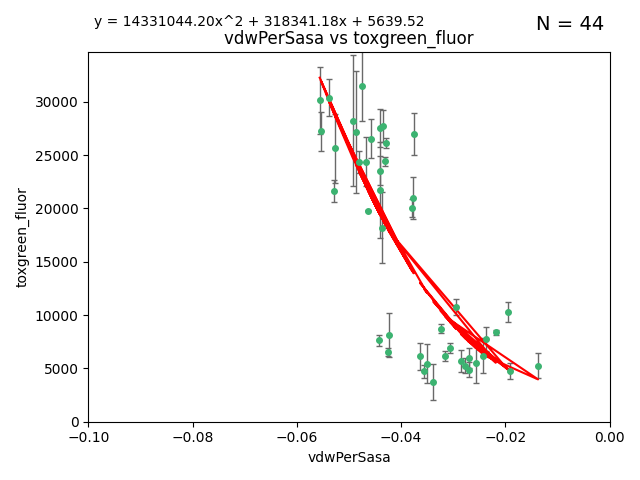 y = 14331044.20x^2 + 318341.18x + 5639.52
N = 44
vdwPerSasa vs toxgreen_fluor
30000
25000
20000
15000
10000
5000
0
toxgreen_fluor
−0.10 −0.08 −0.06 −0.04 −0.02 0.00
vdwPerSasa